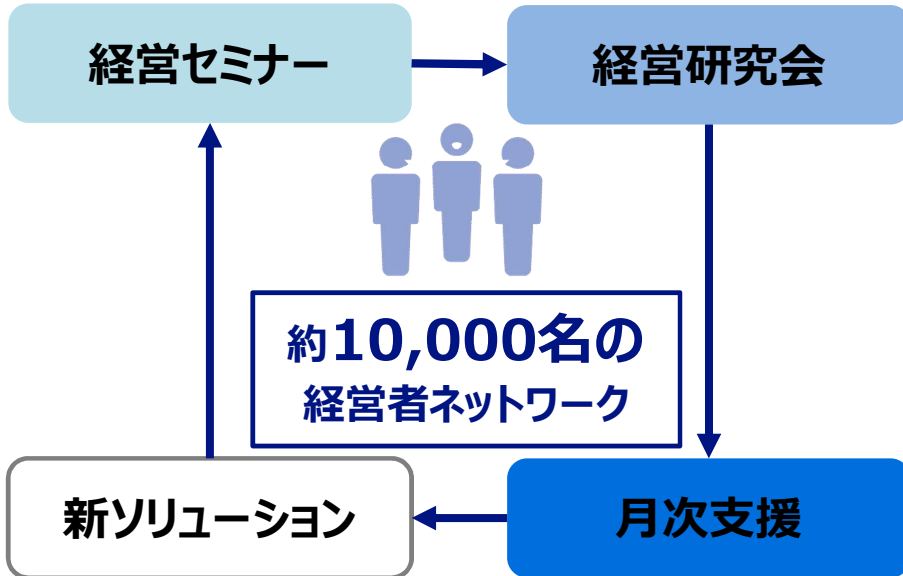 経営セミナー
経営研究会
約10,000名の
経営者ネットワーク
新ソリューション
月次支援